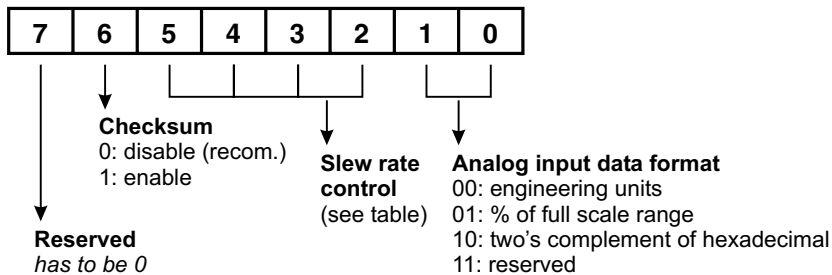 7 6 5 4 3 2 1 0
Checksum
0: disable (recom.)
1: enable
Slew rate
control
(see table)
Analog input data format
00: engineering units
01: % of full scale range
10: two's complement of hexadecimal
11: reserved
Reserved
has to be 0